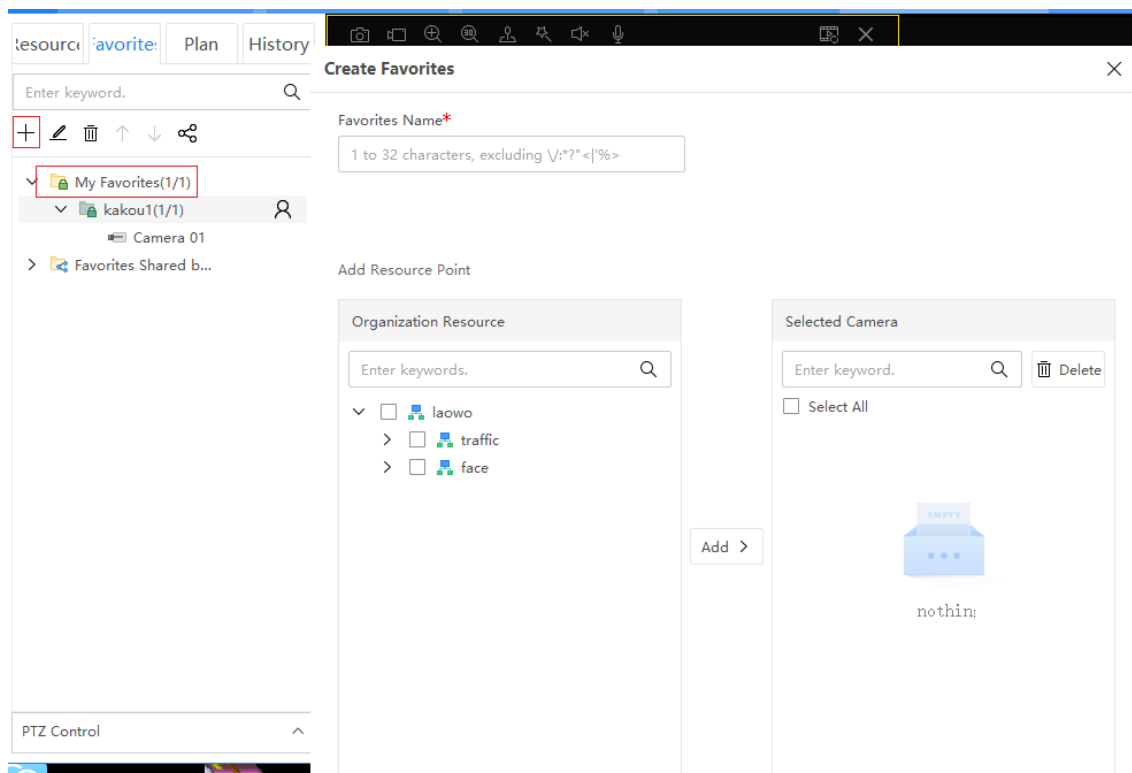 Resource Favorites Plan History
Enter keyword.
My Favorites(1/1)
kakou1(1/1)
Camera 01
Favorites Shared b...
PTZ Control
3D
Create Favorites
Favorites Name*
1 to 32 characters, excluding \/:*?"<|'%>
Add Resource Point
Organization Resource
Enter keywords.
laowo
traffic
face
Add >
Selected Camera
Enter keyword.
Delete
Select All
EMPTY
nothin